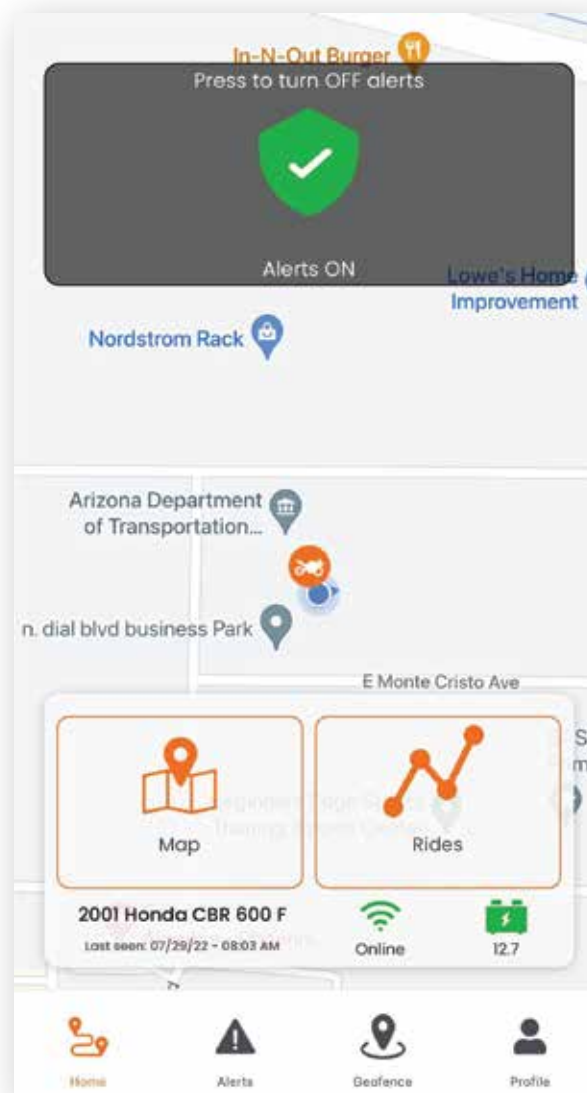 In-N-Out Burger
Press to turn OFF alerts
Alerts ON
Lowe's Home
Improvement
Nordstrom Rack
Arizona Department
of Transportation...
n. dial blvd business Park
E Monte Cristo Ave
S
m
Map
Rides
2001 Honda CBR 600 F
Last seen: 07/29/22 - 08:03 AM
Online
12.7
Home
Alerts
Geofence
Profile